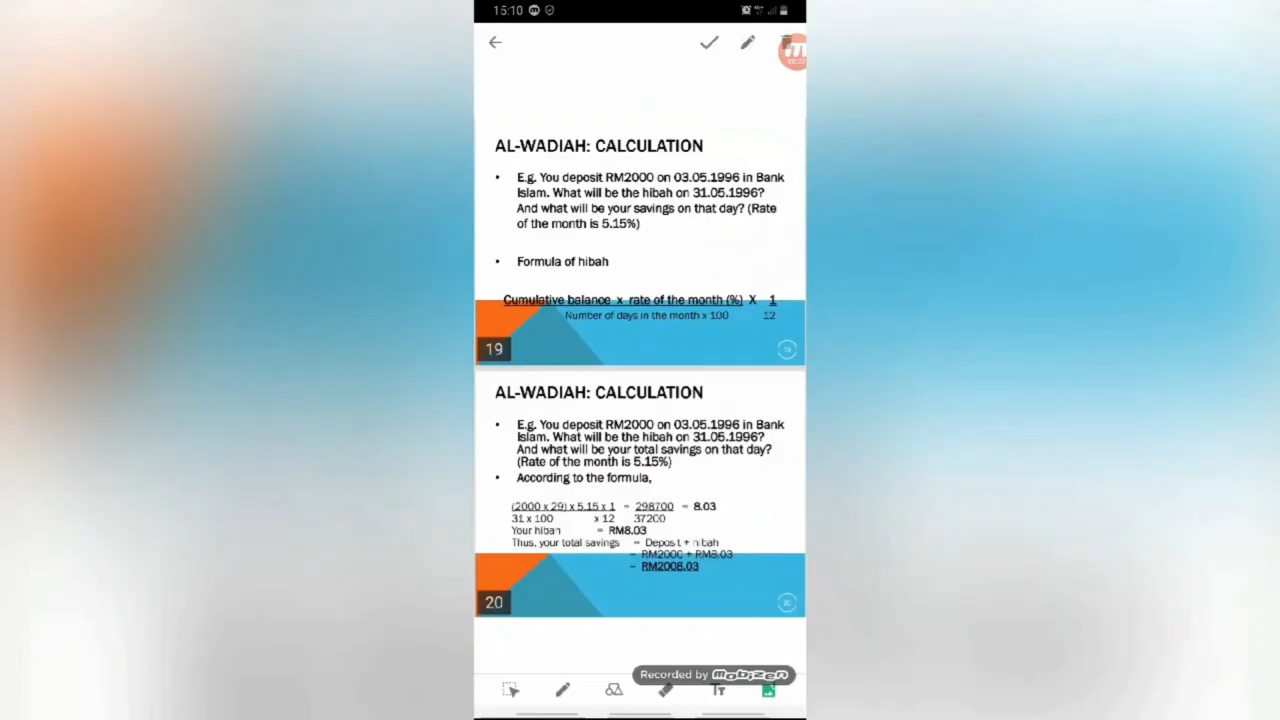 15:10
AL-WADIAH: CALCULATION
• E.g. You deposit RM2000 on 03.05.1996 in Bank
Islam. What will be the hibah on 31.05.1996?
And what will be your savings on that day? (Rate
of the month is 5.15%)
• Formula of hibah
Cumulative balance x rate of the month (%) X 1
Number of days in the month x 100 12
19
AL-WADIAH: CALCULATION
• E.g. You deposit RM2000 on 03.05.1996 in Bank
Islam. What will be the hibah on 31.05.1996?
And what will be your total savings on that day?
(Rate of the month is 5.15%)
• According to the formula,
(2000 x 29) x 5.15 x 1 = 298700 = 8.03
31 x 100 x 12 37200
Your hibah = RM8.03
Thus, your total savings = Deposit + hibah
= RM2000 + RM8.03
= RM2008.03
20
Recorded by mobizen
TT